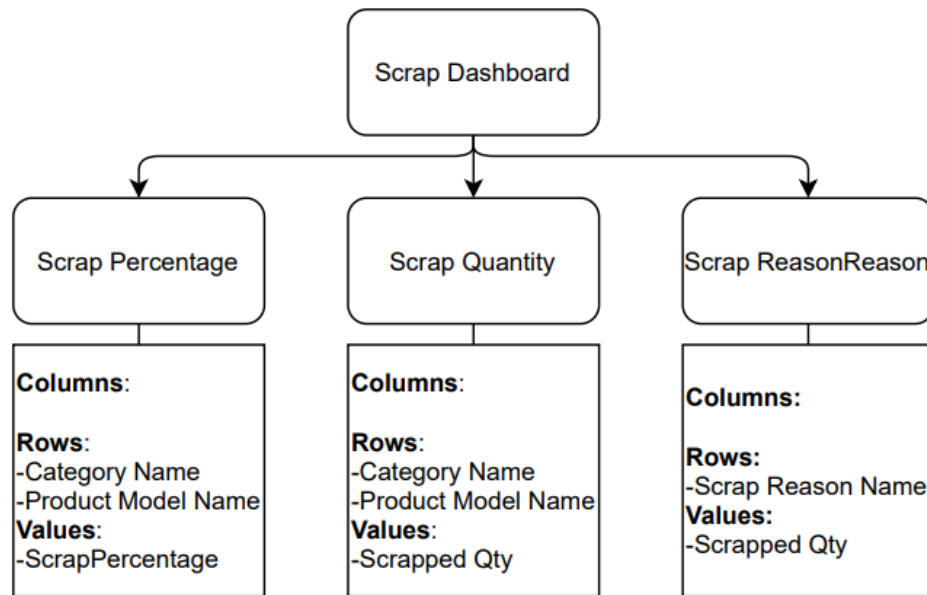 Scrap Dashboard
Scrap Percentage
Scrap Quantity
Scrap ReasonReason
Columns:
Rows:
-Category Name
-Product Model Name
Values:
-ScrapPercentage
Columns:
Rows:
-Category Name
-Product Model Name
Values:
-Scrapped Qty
Columns:
Rows:
-Scrap Reason Name
Values:
-Scrapped Qty